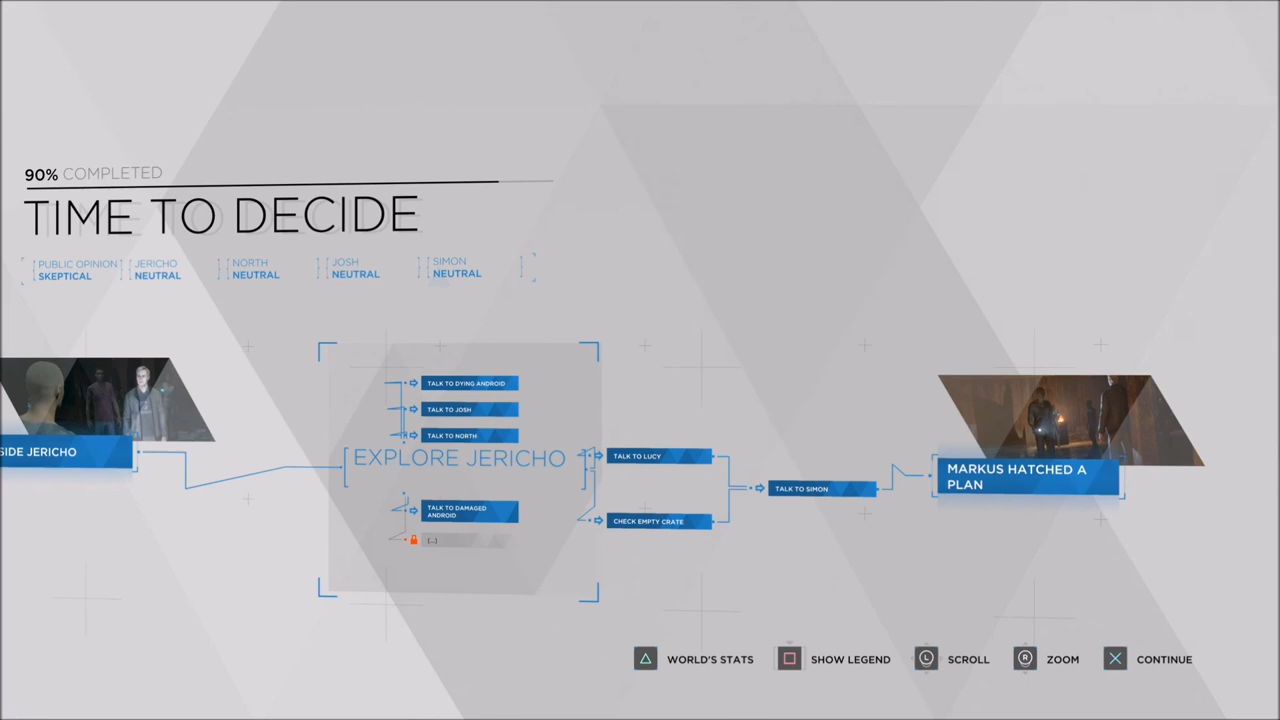 90% COMPLETED
TIME TO DECIDE
PUBLIC OPINION
SKEPTICAL
JERICHO
NEUTRAL
NORTH
NEUTRAL
JOSH
NEUTRAL
SIMON
NEUTRAL
SIDE JERICHO
TALK TO DYING ANDROID
TALK TO JOSH
TALK TO NORTH
EXPLORE JERICHO
TALK TO DAMAGED
ANDROID
[...]
TALK TO LUCY
CHECK EMPTY CRATE
TALK TO SIMON
MARKUS HATCHED A
PLAN
WORLD'S STATS
SHOW LEGEND
L
SCROLL
R
ZOOM
CONTINUE